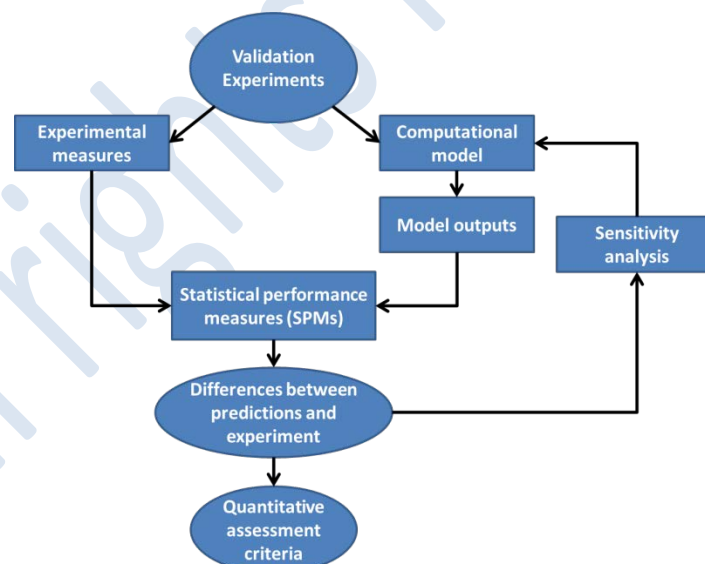 Validation
Experiments
Experimental
measures
Computational
model
Model outputs
Sensitivity
analysis
Statistical performance
measures (SPMs)
Differences between
predictions and
experiment
Quantitative
assessment
criteria